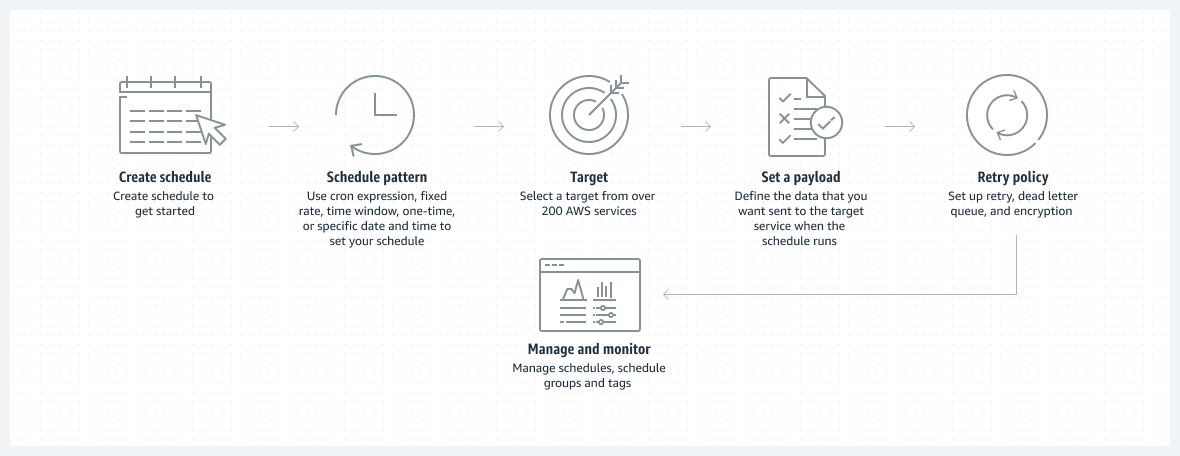 Create schedule
Create schedule to
get started
Schedule pattern
Use cron expression, fixed
rate, time window, one-time,
or specific date and time to
set your schedule
Target
Select a target from over
200 AWS services
Set a payload
Define the data that you
want sent to the target
service when the
schedule runs
Retry policy
Set up retry, dead letter
queue, and encryption
Manage and monitor
Manage schedules, schedule
groups and tags